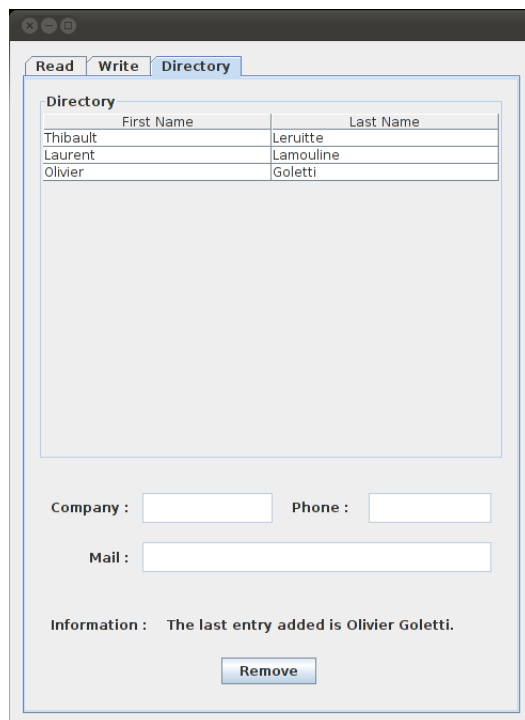 Read Write Directory
Directory
First Name Last Name
Thibault Leruitte
Laurent Lamouline
Olivier Goletti
Company : Phone :
Mail :
Information : The last entry added is Olivier Goletti.
Remove